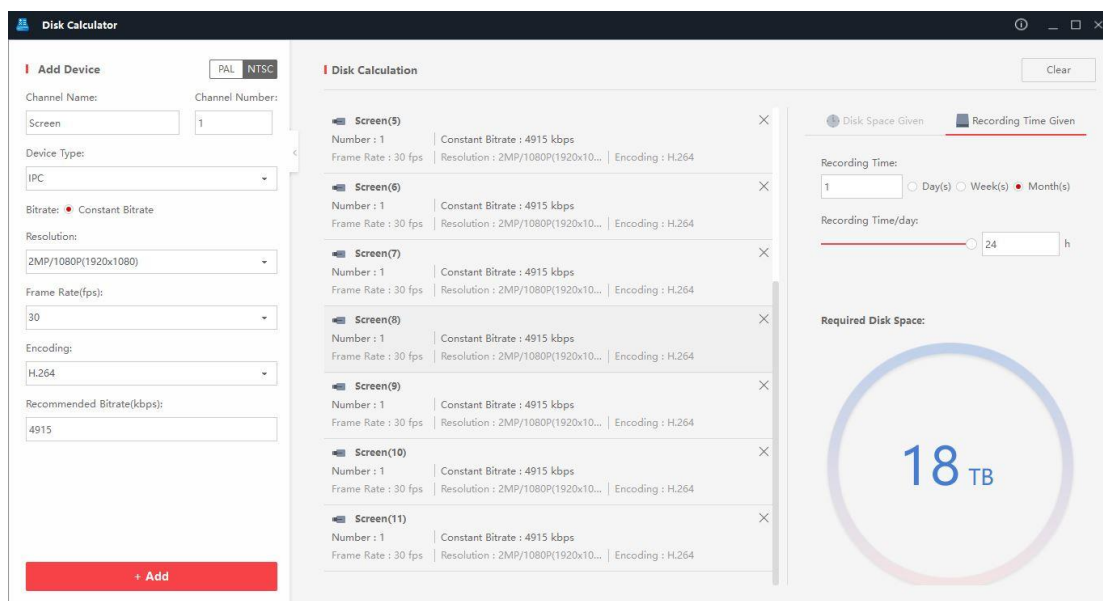 Disk Calculator
Add Device
PAL NTSC
Channel Name: Channel Number:
Screen 1
Device Type:
IPC
Bitrate: Constant Bitrate
Resolution:
2MP/1080P(1920x1080)
Frame Rate(fps):
30
Encoding:
H.264
Recommended Bitrate(kbps):
4915
+ Add
Disk Calculation
Clear
Screen(5)
Number : 1 Constant Bitrate : 4915 kbps
Frame Rate : 30 fps Resolution : 2MP/1080P(1920x10... Encoding : H.264
Screen(6)
Number : 1 Constant Bitrate : 4915 kbps
Frame Rate : 30 fps Resolution : 2MP/1080P(1920x10... Encoding : H.264
Screen(7)
Number : 1 Constant Bitrate : 4915 kbps
Frame Rate : 30 fps Resolution : 2MP/1080P(1920x10... Encoding : H.264
Screen(8)
Number : 1 Constant Bitrate : 4915 kbps
Frame Rate : 30 fps Resolution : 2MP/1080P(1920x10... Encoding : H.264
Screen(9)
Number : 1 Constant Bitrate : 4915 kbps
Frame Rate : 30 fps Resolution : 2MP/1080P(1920x10... Encoding : H.264
Screen(10)
Number : 1 Constant Bitrate : 4915 kbps
Frame Rate : 30 fps Resolution : 2MP/1080P(1920x10... Encoding : H.264
Screen(11)
Number : 1 Constant Bitrate : 4915 kbps
Frame Rate : 30 fps Resolution : 2MP/1080P(1920x10... Encoding : H.264
Disk Space Given Recording Time Given
Recording Time:
1 Day(s) Week(s) Month(s)
Recording Time/day:
24 h
Required Disk Space:
18 TB